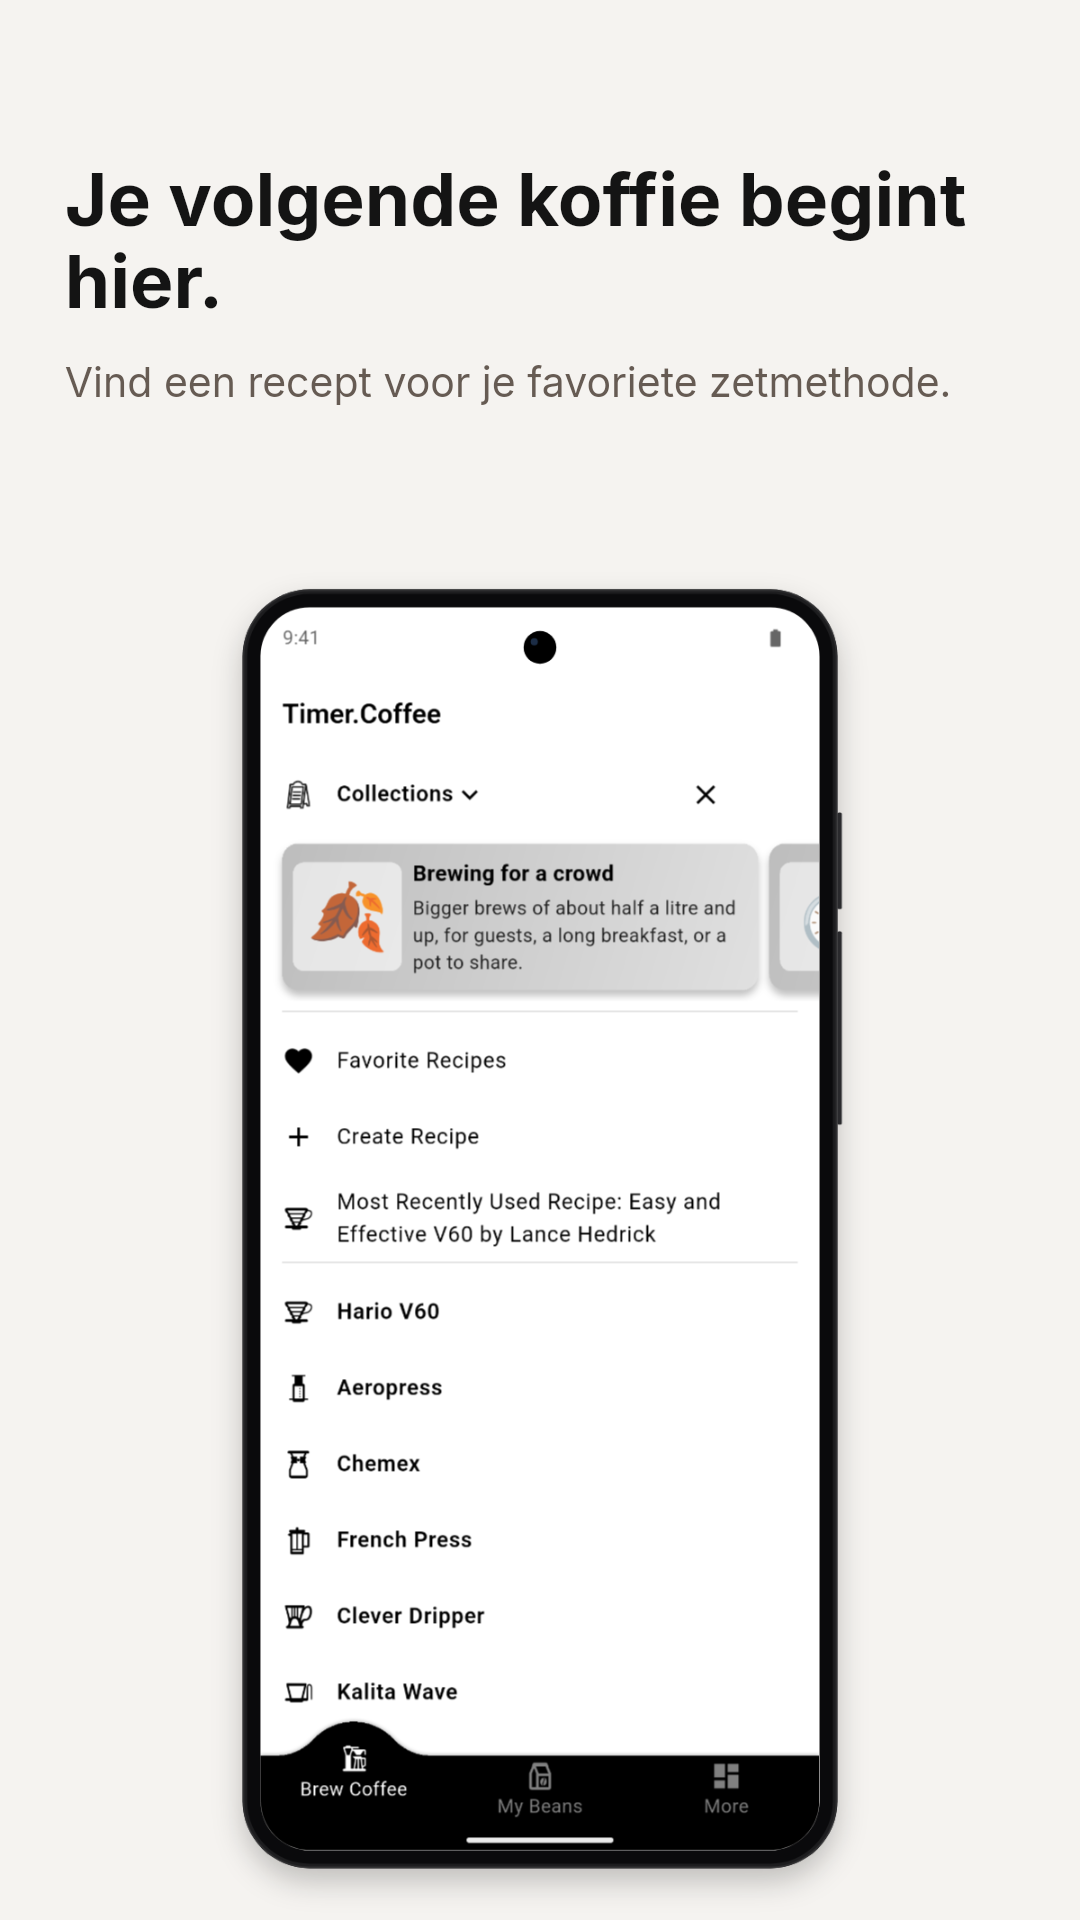 Je volgende koffie begint
hier.
Vind een recept voor je favoriete zetmethode.
9:41
Timer.Coffee
Collections
Brewing for a crowd
Bigger brews of about half a litre and
up, for guests, a long breakfast, or a
pot to share.
Favorite Recipes
Create Recipe
Most Recently Used Recipe: Easy and
Effective V60 by Lance Hedrick
Hario V60
Aeropress
Chemex
French Press
Clever Dripper
Kalita Wave
Brew Coffee
My Beans
More